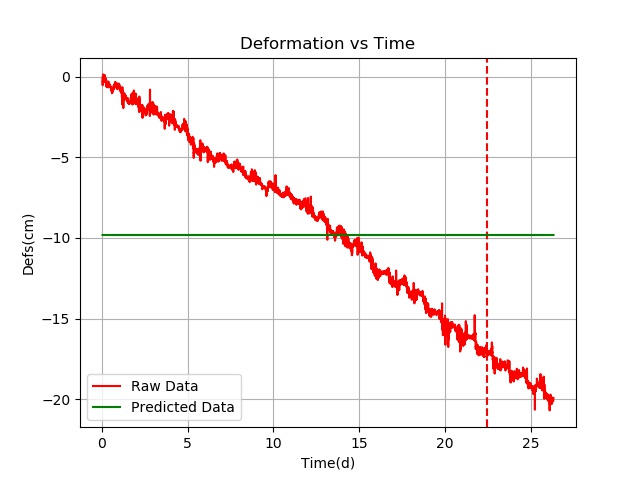 Deformation vs Time
0
−5
−10
−15
−20
Defs(cm)
Raw Data
Predicted Data
0 5 10 15 20 25
Time(d)